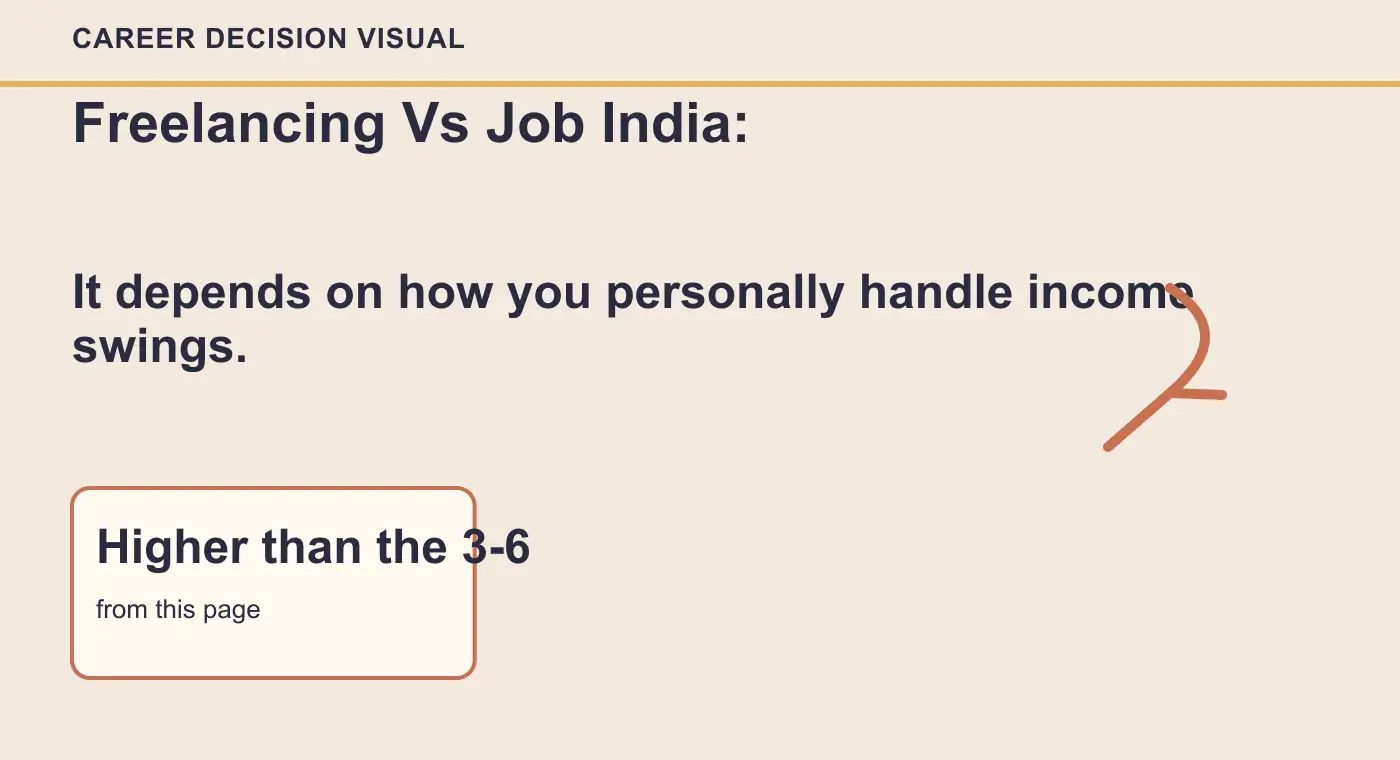 CAREER DECISION VISUAL
Freelancing Vs Job India:
It depends on how you personally handle income
swings.
Higher than the 3-6
from this page